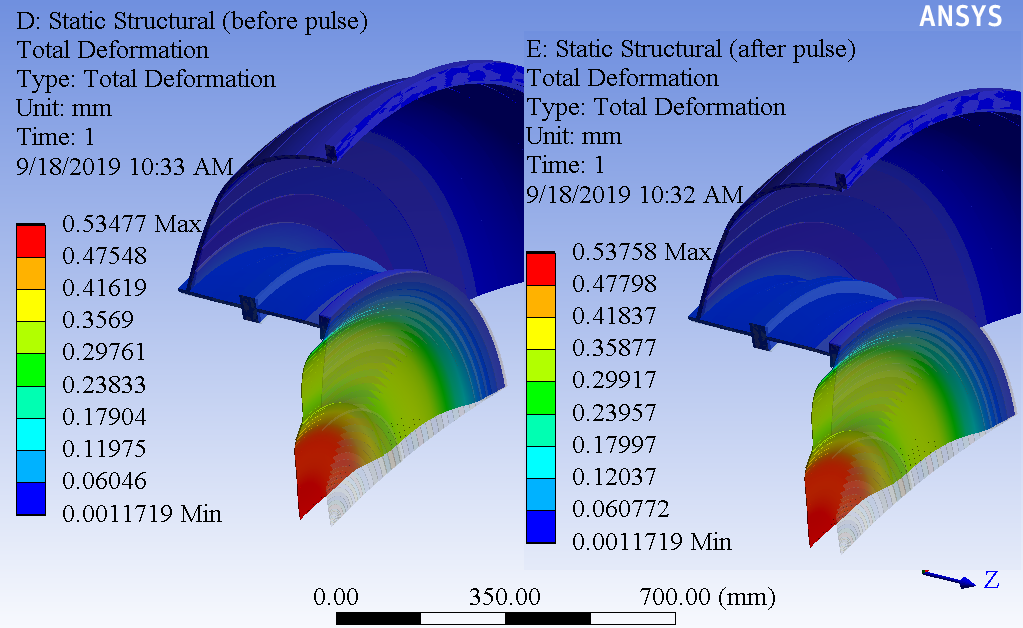 ANSYS
D: Static Structural (before pulse)
Total Deformation
Type: Total Deformation
Unit: mm
Time: 1
9/18/2019 10:33 AM
0.53477 Max
0.47548
0.41619
0.3569
0.29761
0.23833
0.17904
0.11975
0.06046
0.0011719 Min
E: Static Structural (after pulse)
Total Deformation
Type: Total Deformation
Unit: mm
Time: 1
9/18/2019 10:32 AM
0.53758 Max
0.47798
0.41837
0.35877
0.29917
0.23957
0.17997
0.12037
0.060772
0.0011719 Min
Z
0.00 350.00 700.00 (mm)